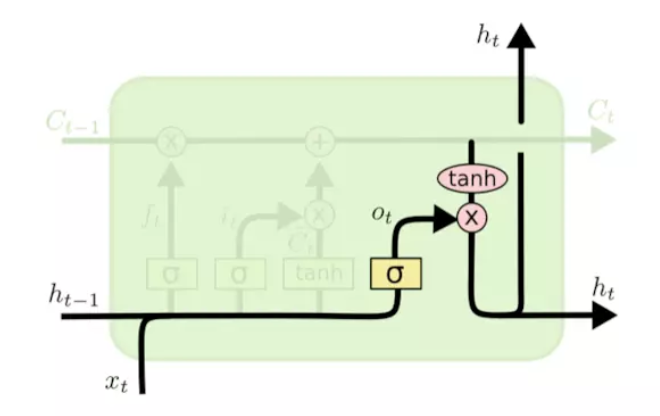 h_t
C_{t-1}
C_t
tanh
x
+
x
f_t
i_t
x
o_t
C̃_t
σ
σ
tanh
σ
h_{t-1}
h_t
x_t